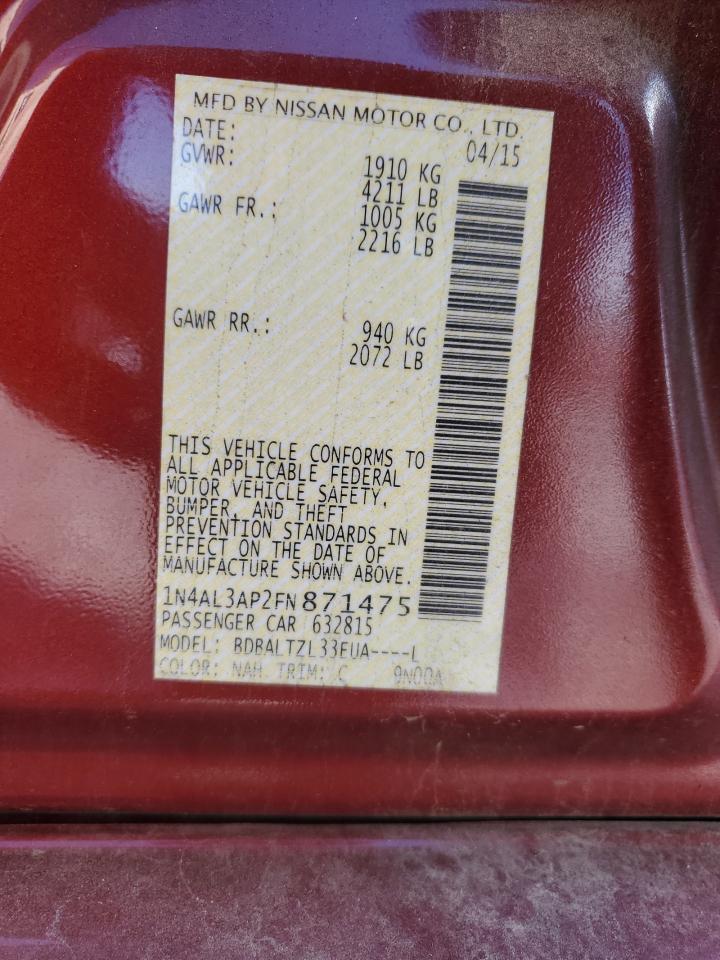 MFD BY NISSAN MOTOR CO., LTD.
DATE: 04/15
GVWR: 1910 KG
4211 LB
GAWR FR.: 1005 KG
2216 LB
GAWR RR.: 940 KG
2072 LB
THIS VEHICLE CONFORMS TO
ALL APPLICABLE FEDERAL
MOTOR VEHICLE SAFETY,
BUMPER, AND THEFT
PREVENTION STANDARDS IN
EFFECT ON THE DATE OF
MANUFACTURE SHOWN ABOVE.
1N4AL3AP2FN871475
PASSENGER CAR 632815
MODEL: BDBALTZL33EUA----L
COLOR: NAH TRIM: C 9N00A